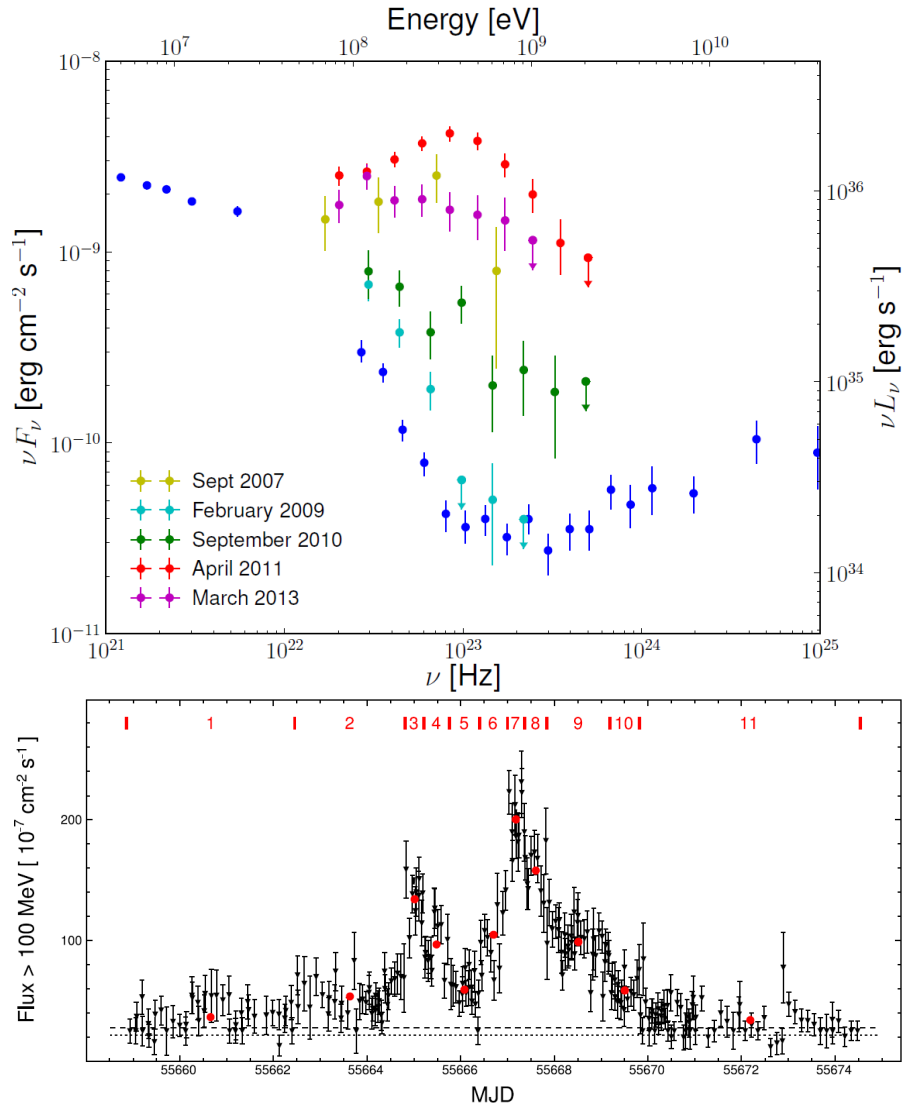 Energy [eV]
10^7 10^8 10^9 10^10
10^-8
10^-9
10^-10
10^-11
νF_ν [erg cm^-2 s^-1]
10^36
10^35
10^34
νL_ν [erg s^-1]
Sept 2007
February 2009
September 2010
April 2011
March 2013
10^21 10^22 10^23 10^24 10^25
ν [Hz]
1 2 3 4 5 6 7 8 9 10 11
200
100
Flux > 100 MeV [ 10^-7 cm^-2 s^-1]
55660 55662 55664 55666 55668 55670 55672 55674
MJD